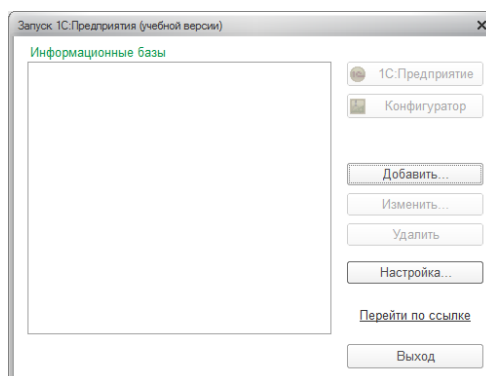 Запуск 1С:Предприятия (учебной версии)
Информационные базы
1С:Предприятие
Конфигуратор
Добавить...
Изменить...
Удалить
Настройка...
Перейти по ссылке
Выход